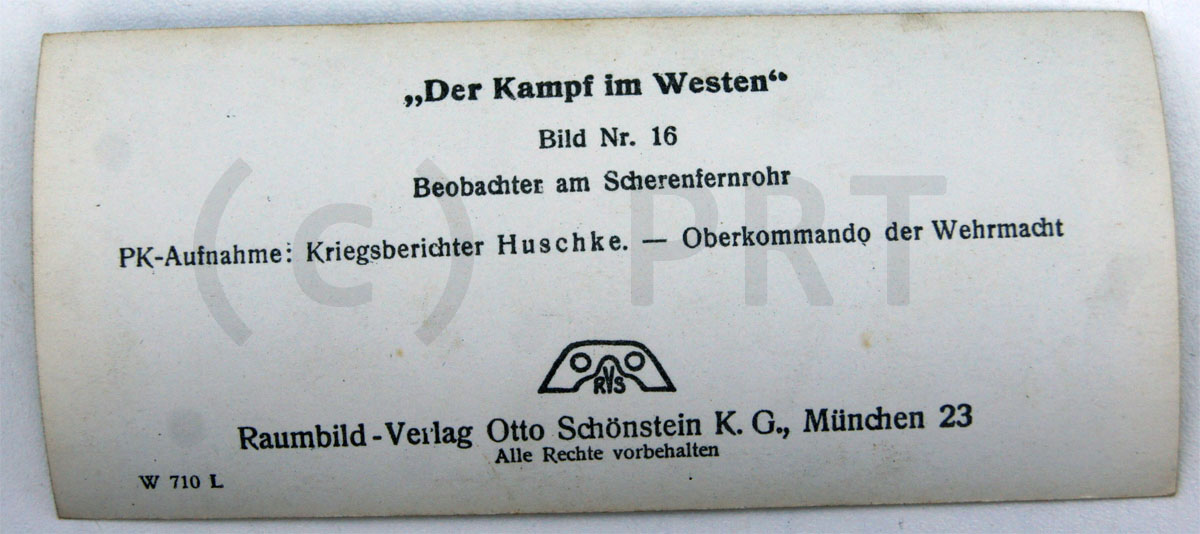 „Der Kampf im Westen“
Bild Nr. 16
Beobachter am Scherenfernrohr
PK-Aufnahme: Kriegsberichter Huschke. — Oberkommando der Wehrmacht
(c) PRT
RVS
Raumbild-Verlag Otto Schönstein K. G., München 23
Alle Rechte vorbehalten
W 710 L